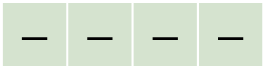 — — — —